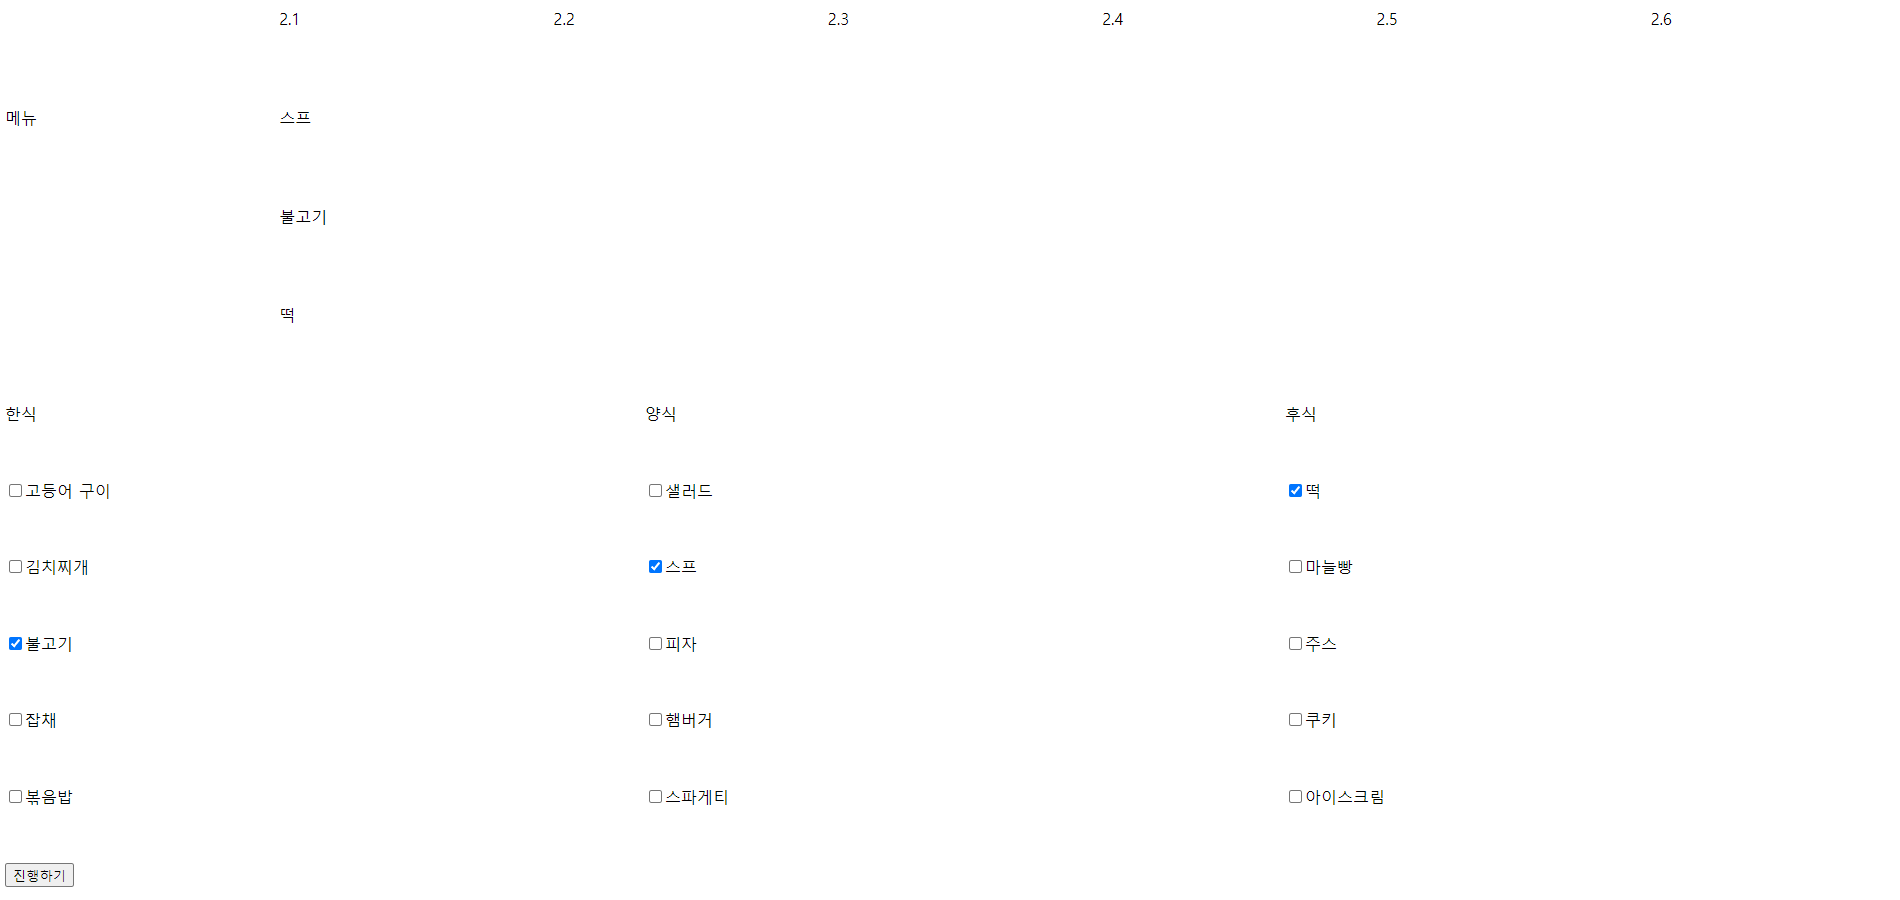 2.1 2.2 2.3 2.4 2.5 2.6
메뉴 스프
불고기
떡
한식 양식 후식
고등어 구이 샐러드 떡
김치찌개 스프 마늘빵
불고기 피자 주스
잡채 햄버거 쿠키
볶음밥 스파게티 아이스크림
진행하기